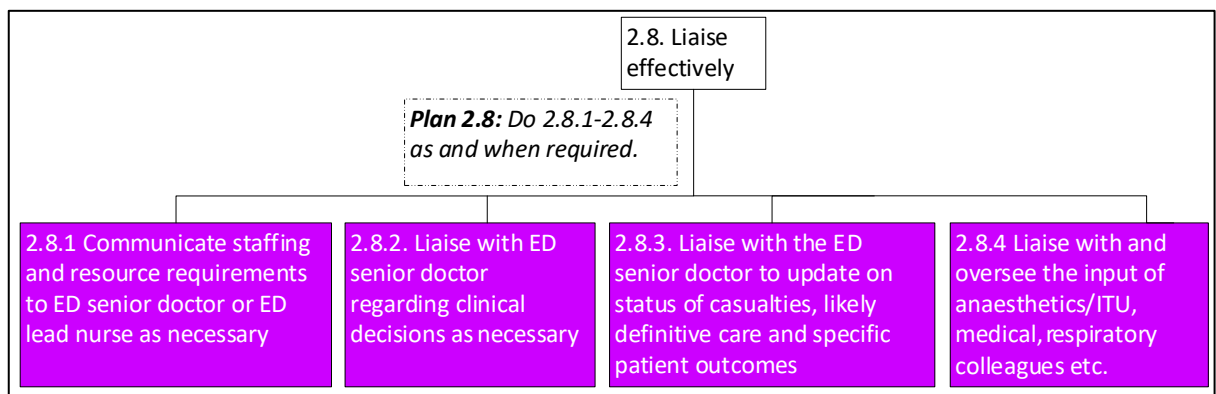 2.8. Liaise
effectively
Plan 2.8: Do 2.8.1-2.8.4
as and when required.
2.8.1 Communicate staffing
and resource requirements
to ED senior doctor or ED
lead nurse as necessary
2.8.2. Liaise with ED
senior doctor
regarding clinical
decisions as necessary
2.8.3. Liaise with the ED
senior doctor to update on
status of casualties, likely
definitive care and specific
patient outcomes
2.8.4 Liaise with and
oversee the input of
anaesthetics/ITU,
medical, respiratory
colleagues etc.